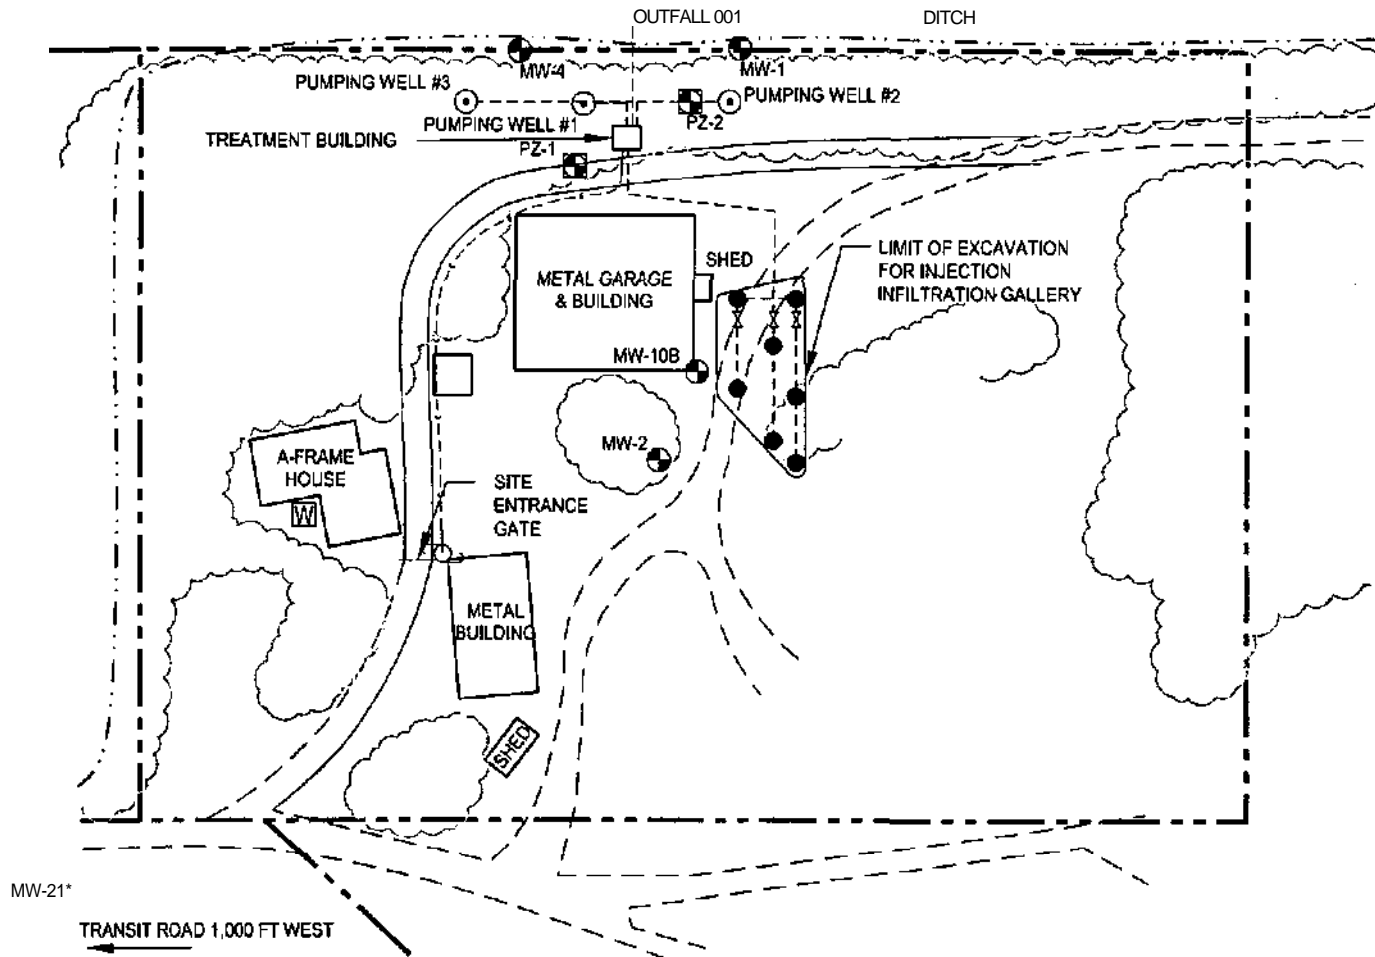 OUTFALL 001
DITCH
MW-4
MW-1
PUMPING WELL #3
PUMPING WELL #2
PUMPING WELL #1
PZ-2
TREATMENT BUILDING
PZ-1
SHED
LIMIT OF EXCAVATION
FOR INJECTION
INFILTRATION GALLERY
METAL GARAGE
& BUILDING
MW-10B
MW-2
A-FRAME
HOUSE
W
SITE
ENTRANCE
GATE
METAL
BUILDING
SHED
MW-21*
TRANSIT ROAD 1,000 FT WEST